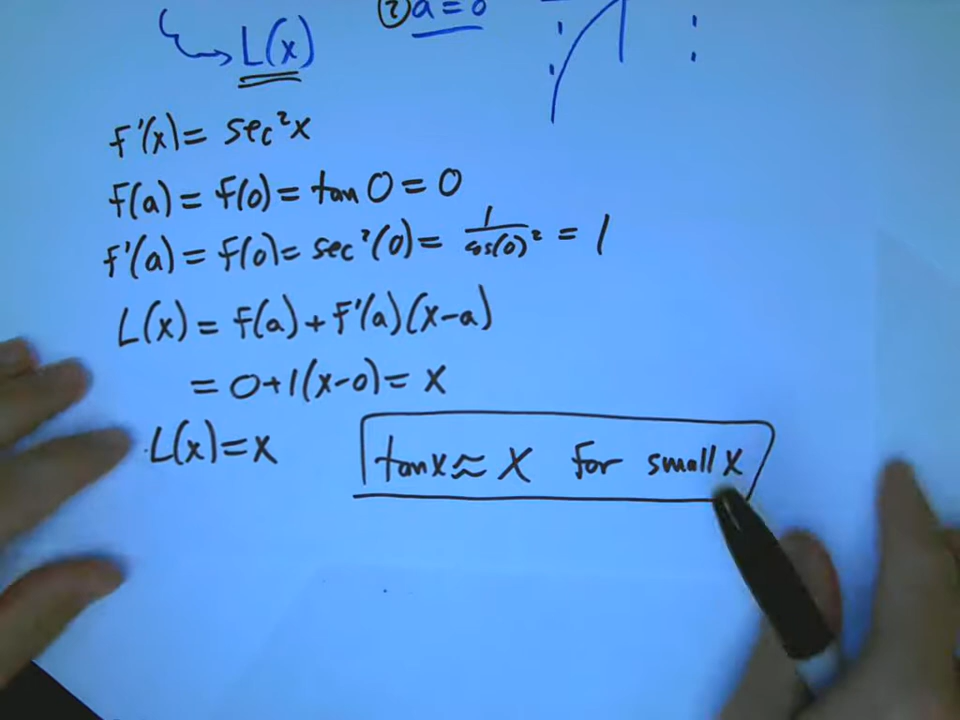 ② a = 0
L(x)
f'(x) = sec²x
f(a) = f(0) = tan 0 = 0
f'(a) = f(0) = sec²(0) = 1/cos(0)² = 1
L(x) = f(a) + f'(a)(x-a)
= 0+1(x-0) = x
L(x) = x
tan x ≈ x for small x